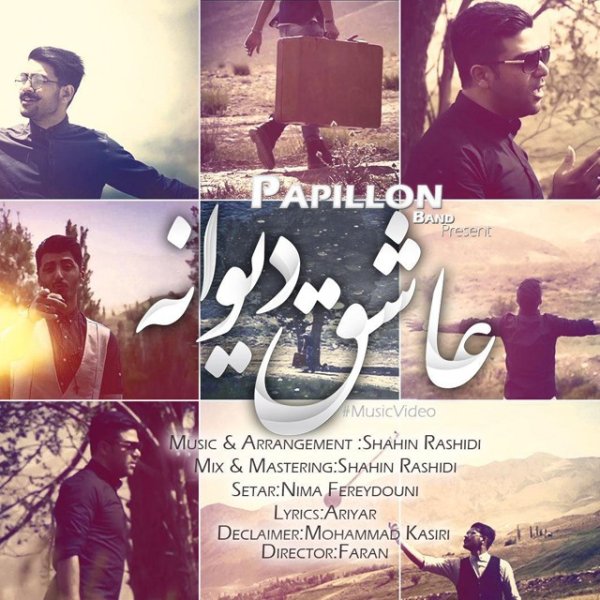 PAPILLON
BAND
Present
عاشق دیوانه
#MusicVideo
MUSIC & ARRANGEMENT :SHAHIN RASHIDI
MIX & MASTERING:SHAHIN RASHIDI
SETAR:NIMA FEREYDOUNI
LYRICS:ARIYAR
DECLAIMER:MOHAMMAD KASIRI
DIRECTOR:FARAN